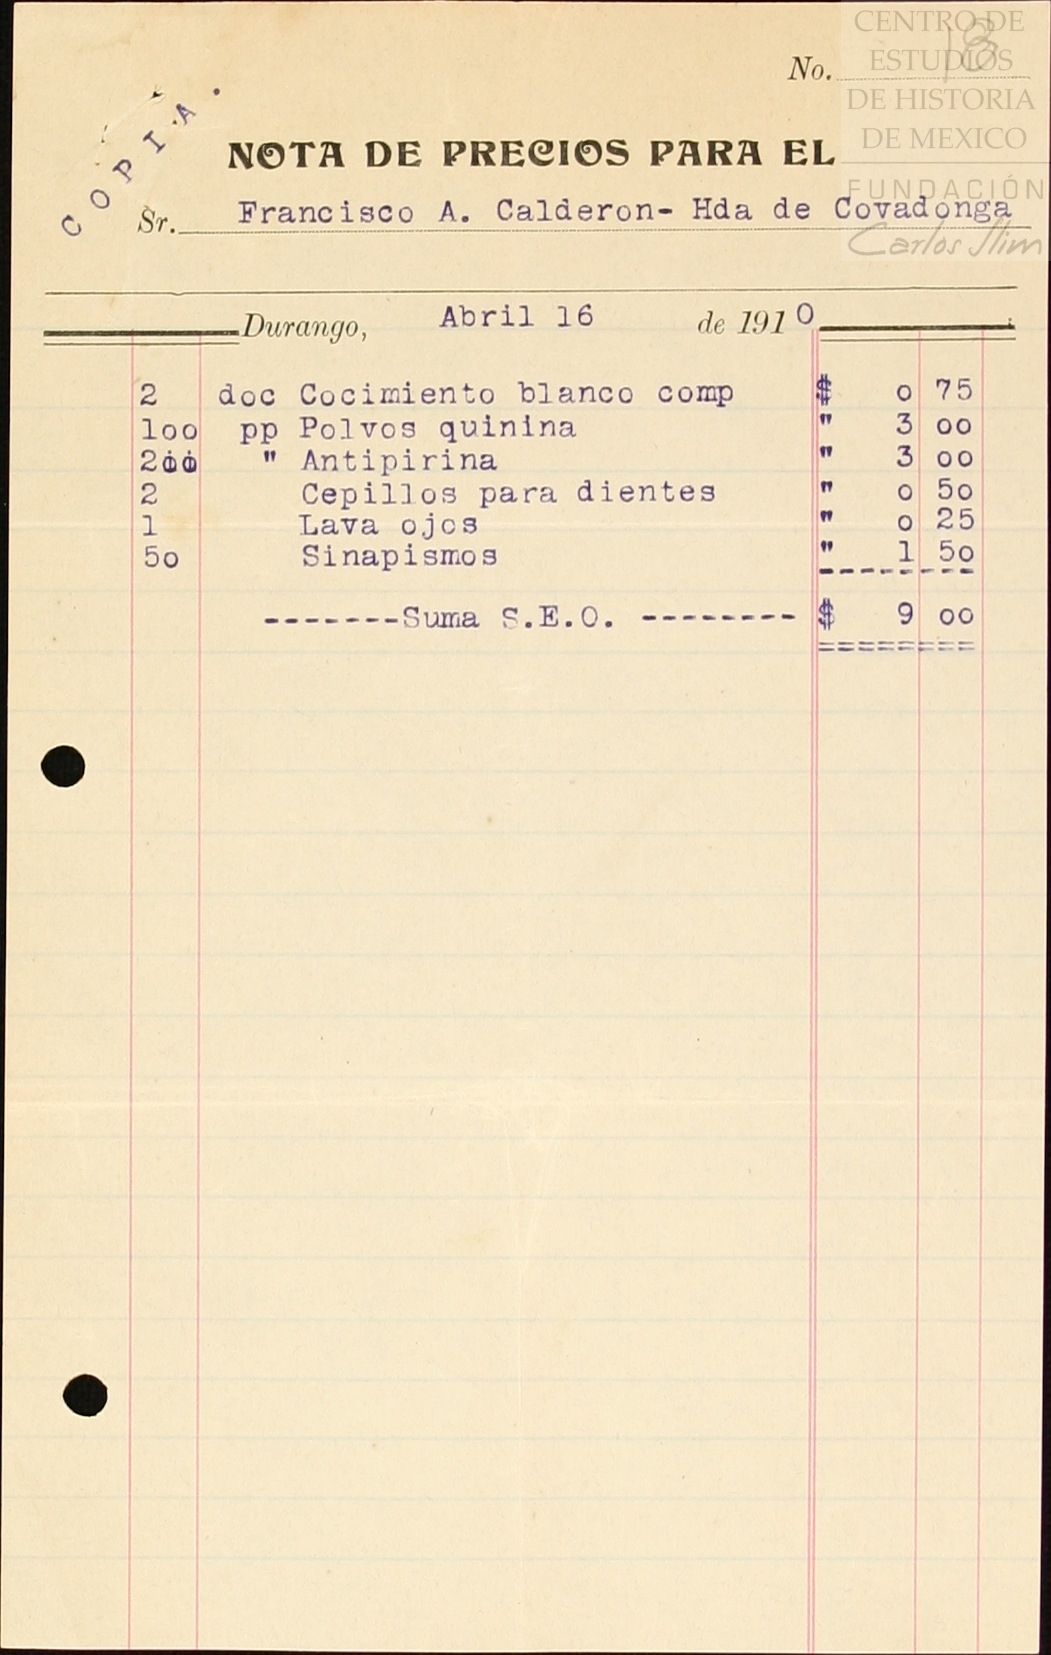 CENTRO DE
ESTUDIOS
DE HISTORIA
DE MEXICO
FUNDACIÓN
Carlos Slim
No. 13
COPIA.
NOTA DE PRECIOS PARA EL
Sr. Francisco A. Calderon- Hda de Covadonga
Durango, Abril 16 de 1910
2 doc Cocimiento blanco comp $ 0 75
100 pp Polvos quinina " 3 00
200 " Antipirina " 3 00
2 Cepillos para dientes " 0 50
1 Lava ojos " 0 25
50 Sinapismos " 1 50
-------Suma S.E.O. -------- $ 9 00